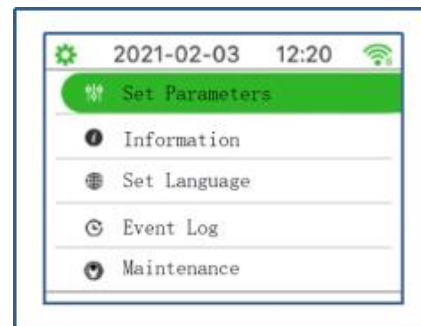 2021-02-03 12:20
Set Parameters
Information
Set Language
Event Log
Maintenance